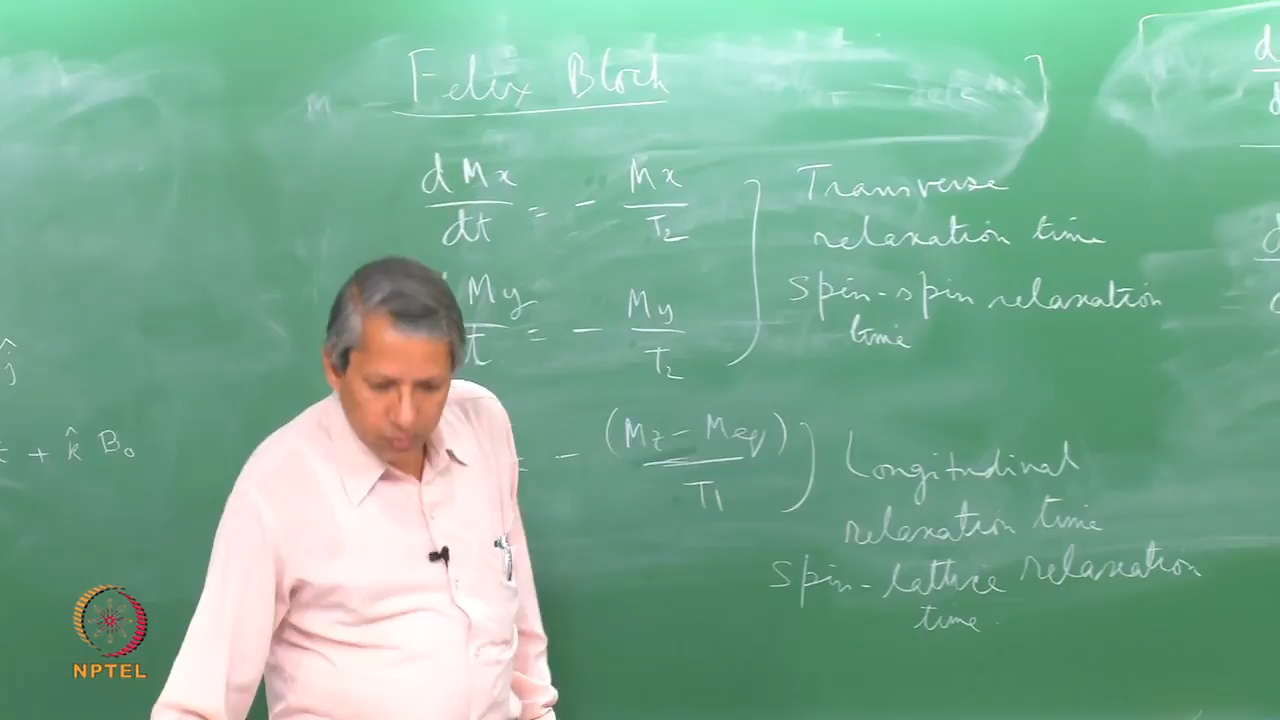 Felix Bloch
dMx/dt = - Mx/T2
Transverse
relaxation time
My/t = - My/T2
spin-spin relaxation
time
ĵ
+ k̂ B0
= - (Mz - Meq)/T1
Longitudinal
relaxation time
spin-lattice relaxation
time.
NPTEL